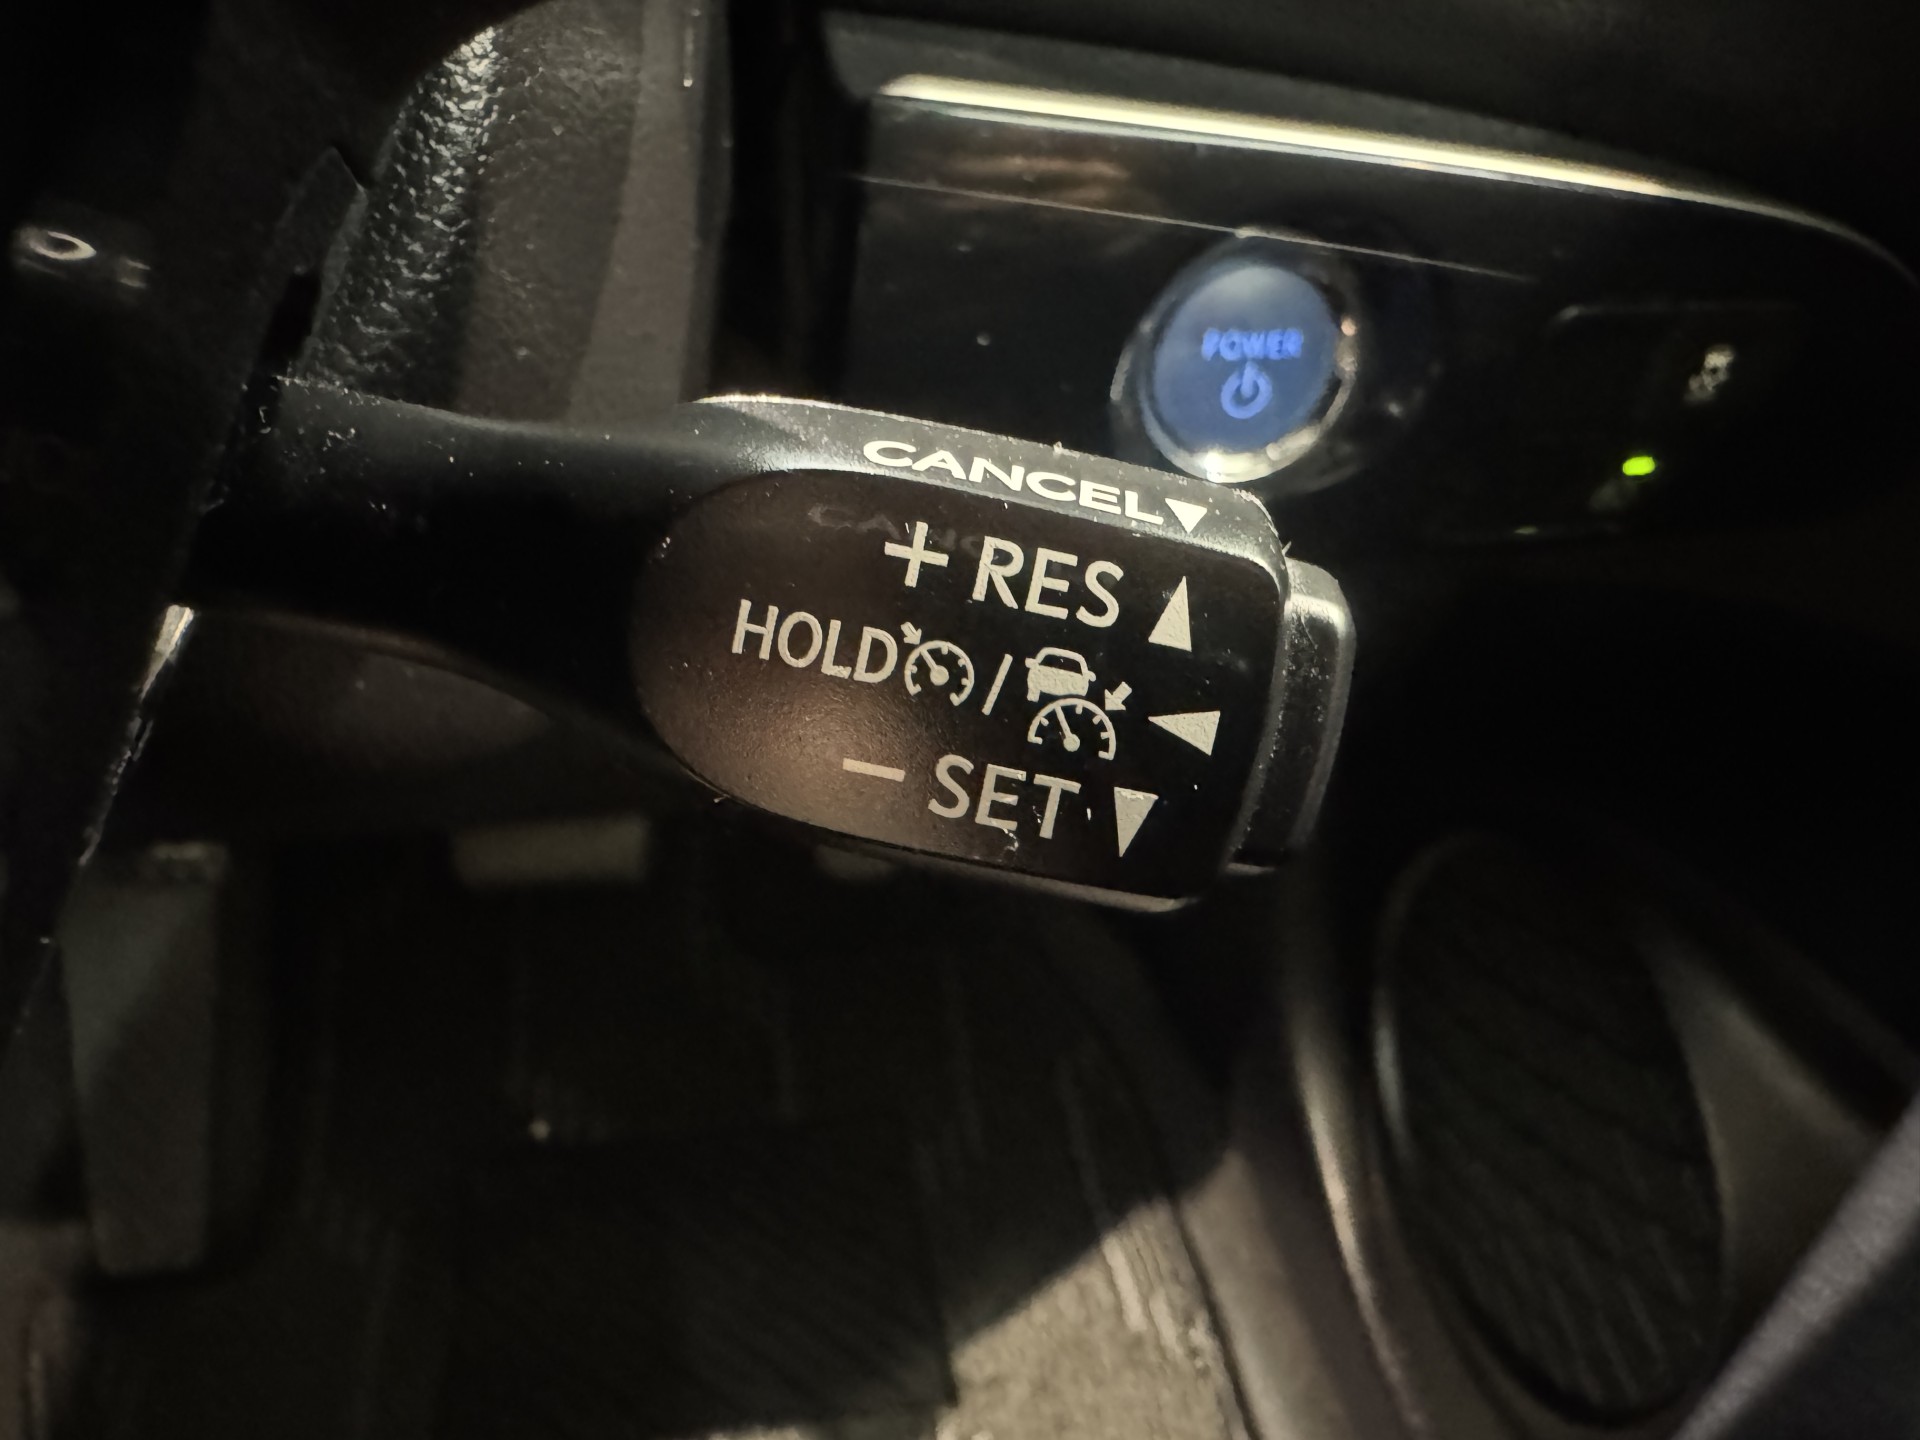 POWER
CANCEL▼
+ RES ▲
HOLD / ◀
− SET ▼